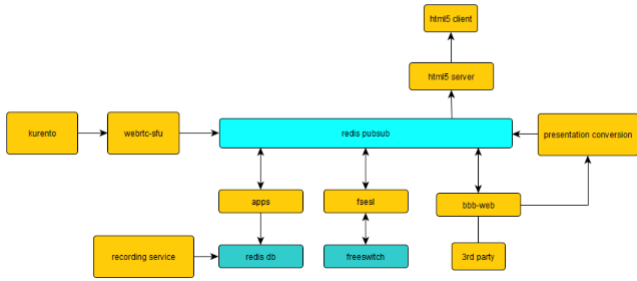 html5 client
html5 server
kurento
webrtc-sfu
redis pubsub
presentation conversion
apps
fsesl
bbb-web
recording service
redis db
freeswitch
3rd party